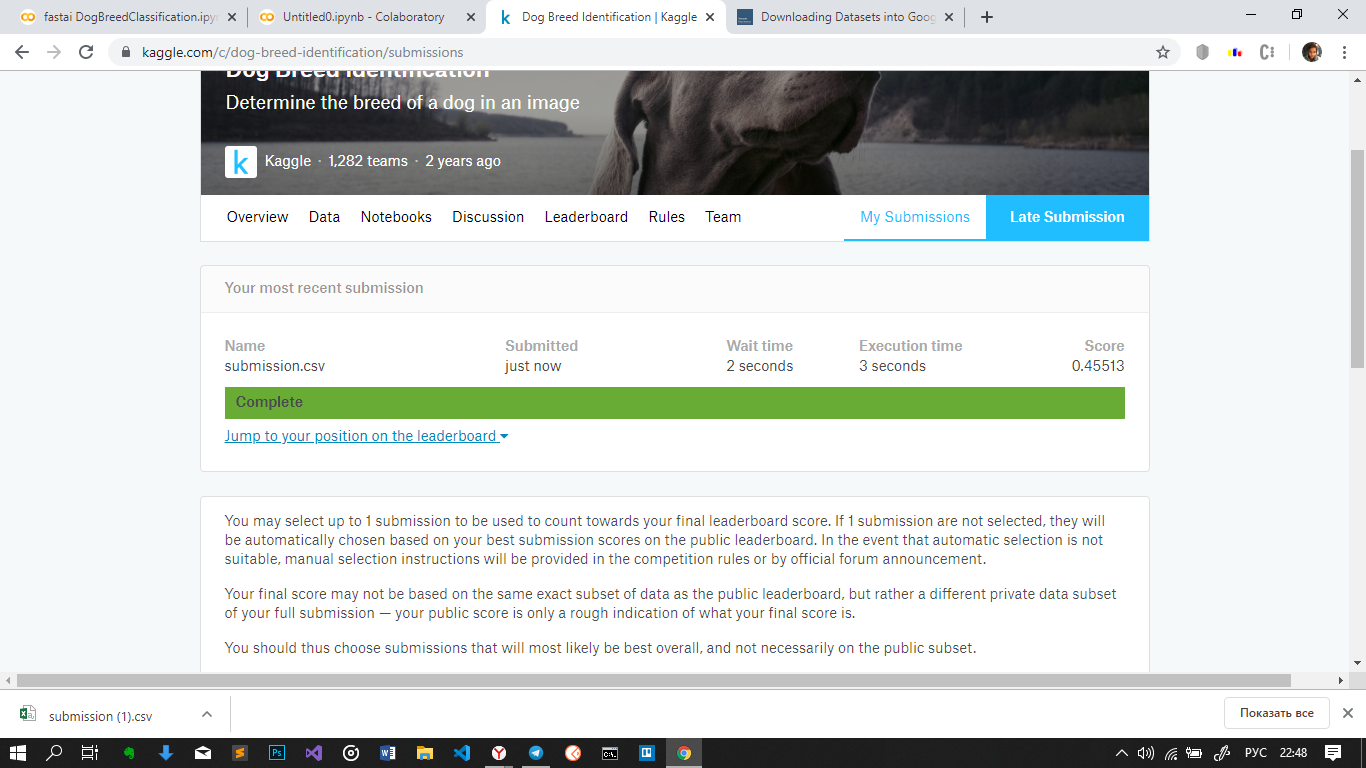 fastai DogBreedClassification.ipyn
Untitled0.ipynb - Colaboratory
Dog Breed Identification | Kaggle
Downloading Datasets into Goog
kaggle.com/c/dog-breed-identification/submissions
Dog Breed Identification
Determine the breed of a dog in an image
k Kaggle · 1,282 teams · 2 years ago
Overview Data Notebooks Discussion Leaderboard Rules Team My Submissions Late Submission
Your most recent submission
Name Submitted Wait time Execution time Score
submission.csv just now 2 seconds 3 seconds 0.45513
Complete
Jump to your position on the leaderboard
You may select up to 1 submission to be used to count towards your final leaderboard score. If 1 submission are not selected, they will
be automatically chosen based on your best submission scores on the public leaderboard. In the event that automatic selection is not
suitable, manual selection instructions will be provided in the competition rules or by official forum announcement.
Your final score may not be based on the same exact subset of data as the public leaderboard, but rather a different private data subset
of your full submission — your public score is only a rough indication of what your final score is.
You should thus choose submissions that will most likely be best overall, and not necessarily on the public subset.
submission (1).csv
Показать все
РУС 22:48